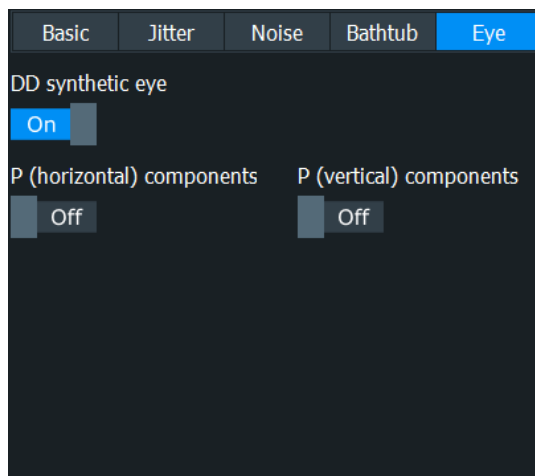 Basic Jitter Noise Bathtub Eye
DD synthetic eye
On
P (horizontal) components P (vertical) components
Off Off